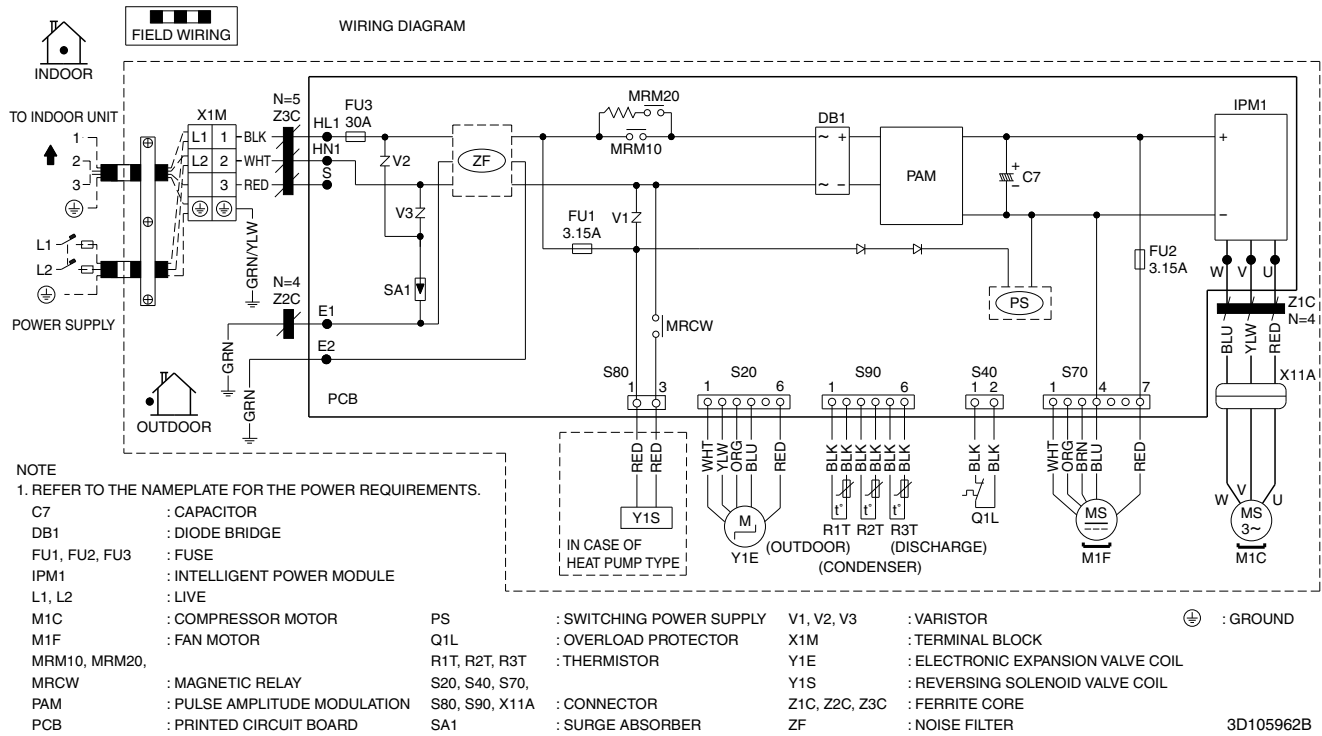 FIELD WIRING
WIRING DIAGRAM
INDOOR
TO INDOOR UNIT
1
2
3
L1
L2
POWER SUPPLY
X1M
L1 1 BLK
L2 2 WHT
3 RED
GRN/YLW
N=5
Z3C
HL1
HN1
S
FU3
30A
V2
V3
SA1
N=4
Z2C
E1
E2
GRN
GRN
PCB
OUTDOOR
ZF
MRM20
MRM10
FU1
3.15A
V1
MRCW
DB1
~ +
~ −
PAM
+
−
C7
PS
FU2
3.15A
IPM1
+
−
W V U
Z1C
N=4
BLU
YLW
RED
X11A
W V U
MS
3~
M1C
S80
1 3
RED
RED
Y1S
IN CASE OF
HEAT PUMP TYPE
S20
1 6
WHT
YLW
ORG
BLU
RED
M
Y1E
S90
1 6
BLK
BLK
BLK
BLK
BLK
BLK
t° t° t°
R1T R2T R3T
(OUTDOOR) (DISCHARGE)
(CONDENSER)
S40
1 2
BLK
BLK
Q1L
S70
1 4 7
WHT
ORG
BRN
BLU
RED
MS
M1F
NOTE
1. REFER TO THE NAMEPLATE FOR THE POWER REQUIREMENTS.
C7 : CAPACITOR
DB1 : DIODE BRIDGE
FU1, FU2, FU3 : FUSE
IPM1 : INTELLIGENT POWER MODULE
L1, L2 : LIVE
M1C : COMPRESSOR MOTOR
M1F : FAN MOTOR
MRM10, MRM20,
MRCW : MAGNETIC RELAY
PAM : PULSE AMPLITUDE MODULATION
PCB : PRINTED CIRCUIT BOARD
PS : SWITCHING POWER SUPPLY
Q1L : OVERLOAD PROTECTOR
R1T, R2T, R3T : THERMISTOR
S20, S40, S70,
S80, S90, X11A : CONNECTOR
SA1 : SURGE ABSORBER
V1, V2, V3 : VARISTOR
X1M : TERMINAL BLOCK
Y1E : ELECTRONIC EXPANSION VALVE COIL
Y1S : REVERSING SOLENOID VALVE COIL
Z1C, Z2C, Z3C : FERRITE CORE
ZF : NOISE FILTER
: GROUND
3D105962B